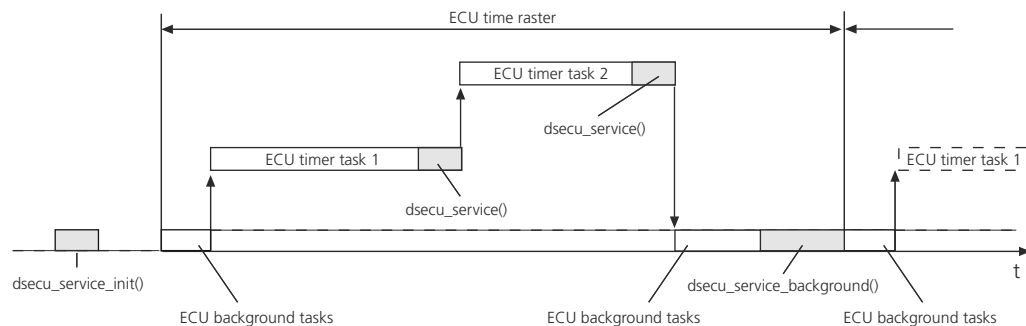 ECU time raster
ECU timer task 2
dsecu_service()
ECU timer task 1
ECU timer task 1
dsecu_service()
t
dsecu_service_init()
dsecu_service_background()
ECU background tasks
ECU background tasks
ECU background tasks